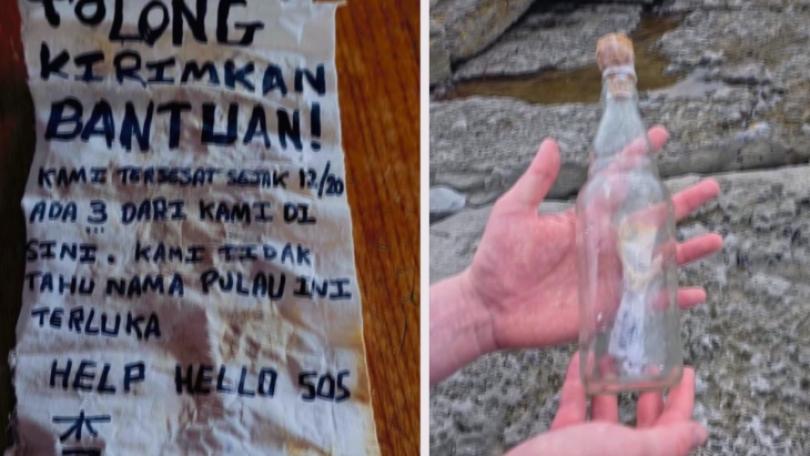 TOLONG
KIRIMKAN
BANTUAN!
KAMI TERSESAT SEJAK 12/20
ADA 3 DARI KAMI DI
SINI. KAMI TIDAK
TAHU NAMA PULAU INI
TERLUKA
HELP HELLO SOS